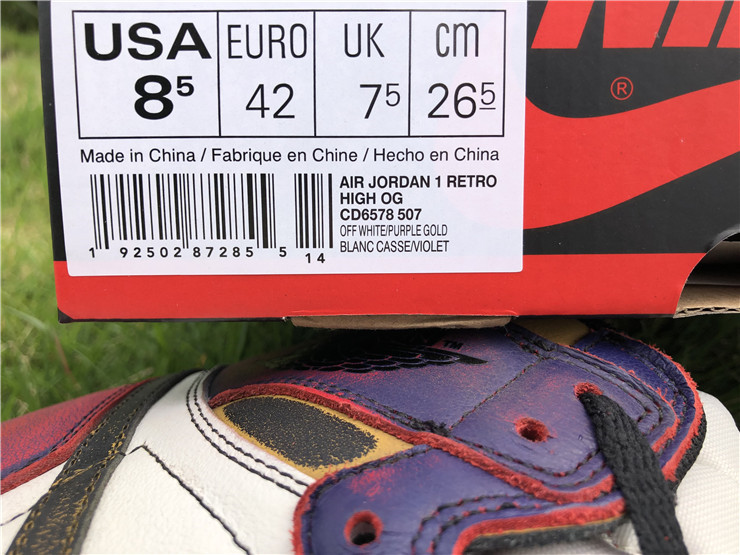 USA EURO UK cm
8⁵ 42 7⁵ 26⁵
®
Made in China / Fabrique en Chine / Hecho en China
AIR JORDAN 1 RETRO
HIGH OG
CD6578 507
OFF WHITE/PURPLE GOLD
BLANC CASSE/VIOLET
1 92502 87285 5 14
TM